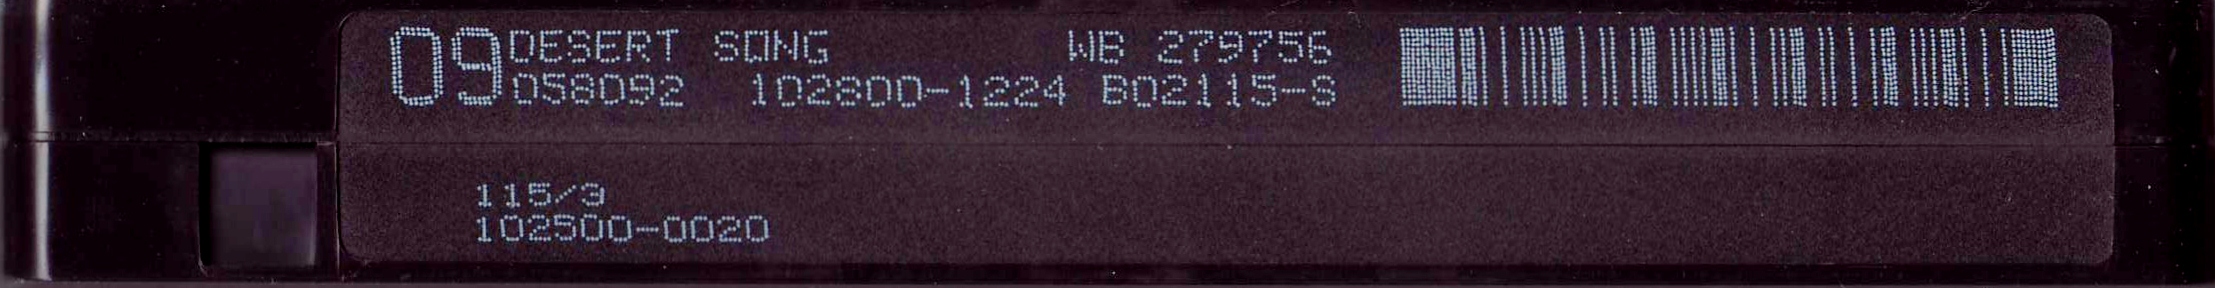 09 DESERT SONG WB 279756
058092 102800-1224 B02115-S
115/3
102500-0020